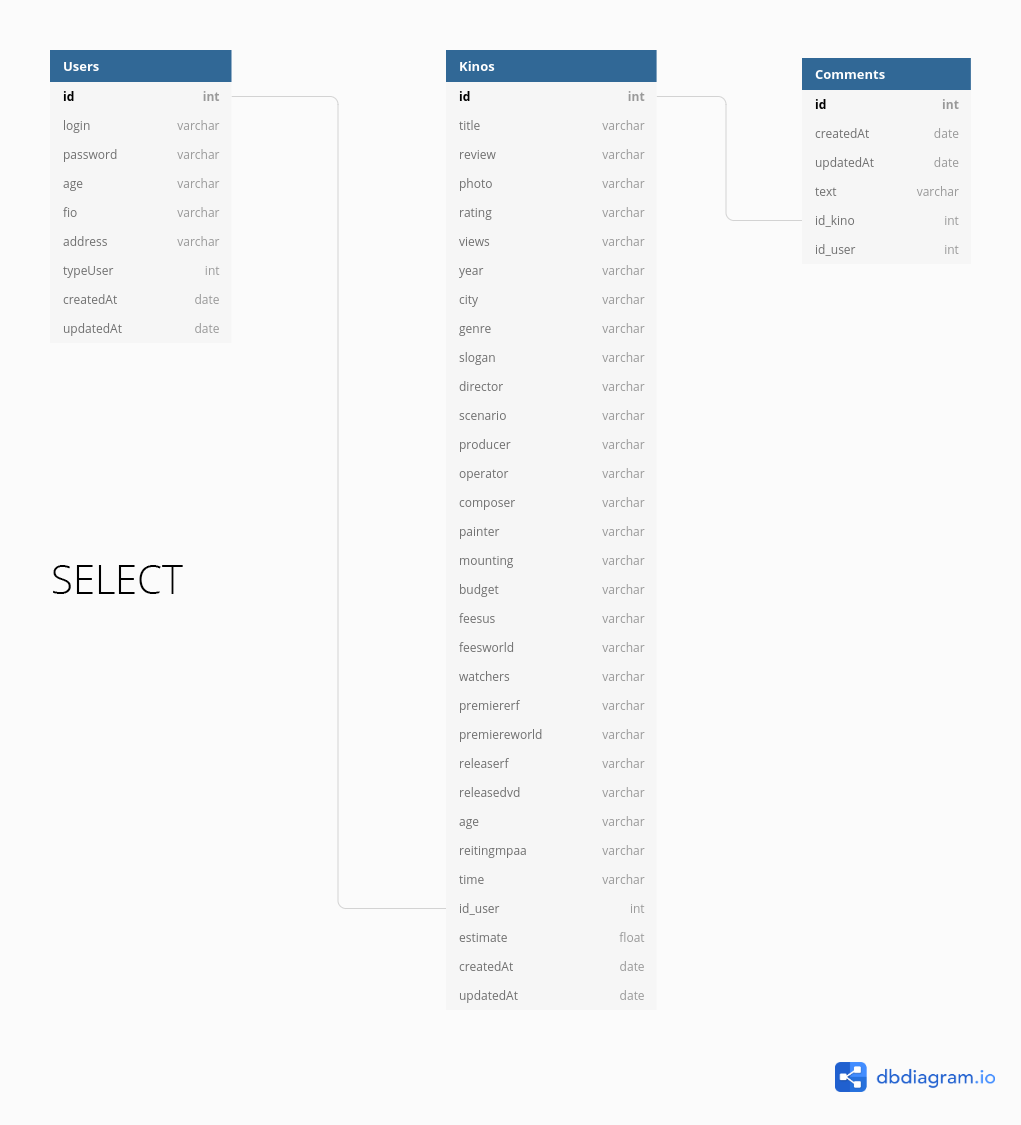 Users
id int
login varchar
password varchar
age varchar
fio varchar
address varchar
typeUser int
createdAt date
updatedAt date
SELECT
Kinos
id int
title varchar
review varchar
photo varchar
rating varchar
views varchar
year varchar
city varchar
genre varchar
slogan varchar
director varchar
scenario varchar
producer varchar
operator varchar
composer varchar
painter varchar
mounting varchar
budget varchar
feesus varchar
feesworld varchar
watchers varchar
premiererf varchar
premiereworld varchar
releaserf varchar
releasedvd varchar
age varchar
reitingmpaa varchar
time varchar
id_user int
estimate float
createdAt date
updatedAt date
Comments
id int
createdAt date
updatedAt date
text varchar
id_kino int
id_user int
dbdiagram.io